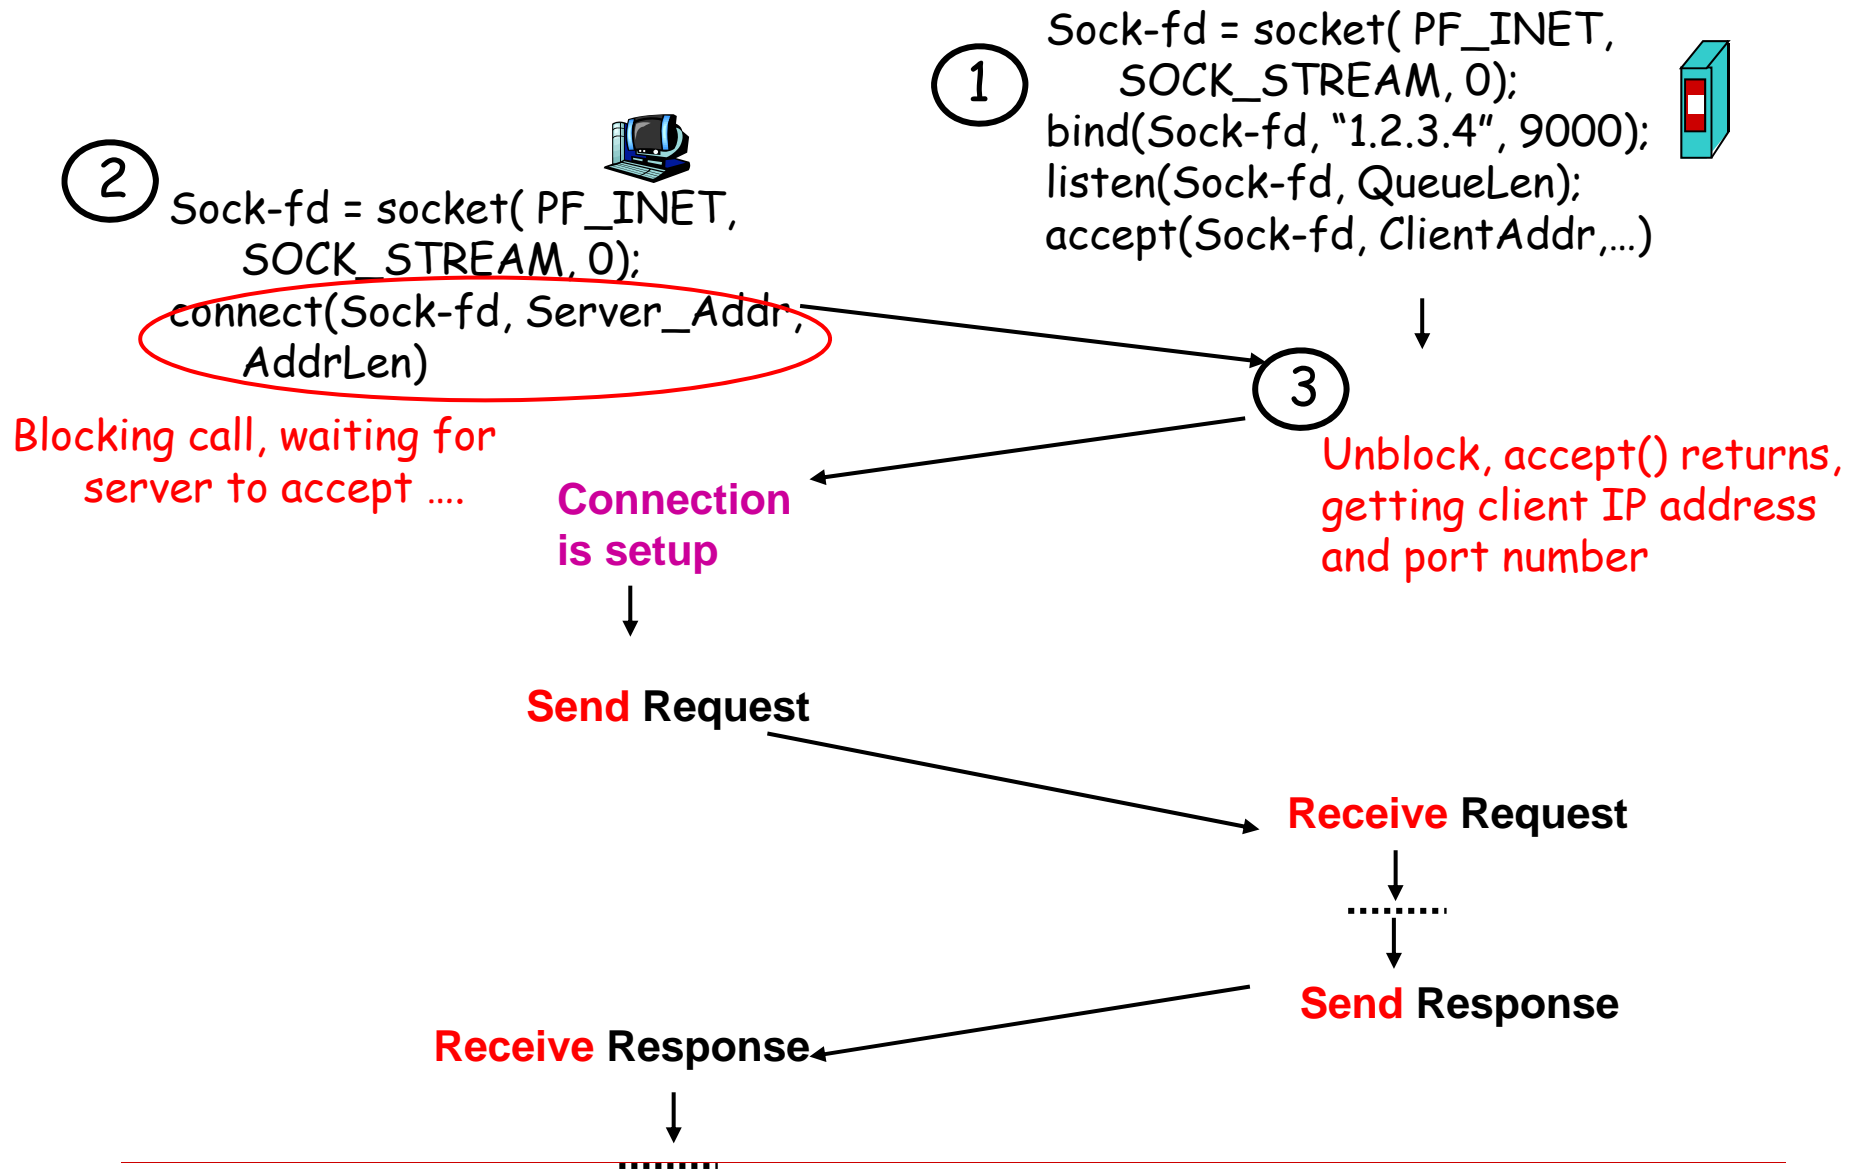 1
Sock-fd = socket( PF_INET,
SOCK_STREAM, 0);
bind(Sock-fd, “1.2.3.4”, 9000);
listen(Sock-fd, QueueLen);
accept(Sock-fd, ClientAddr,…)
2
Sock-fd = socket( PF_INET,
SOCK_STREAM, 0);
connect(Sock-fd, Server_Addr,
AddrLen)
3
Blocking call, waiting for
server to accept ….
Unblock, accept() returns,
getting client IP address
and port number
Connection
is setup
Send Request
Receive Request
………
Send Response
Receive Response
………